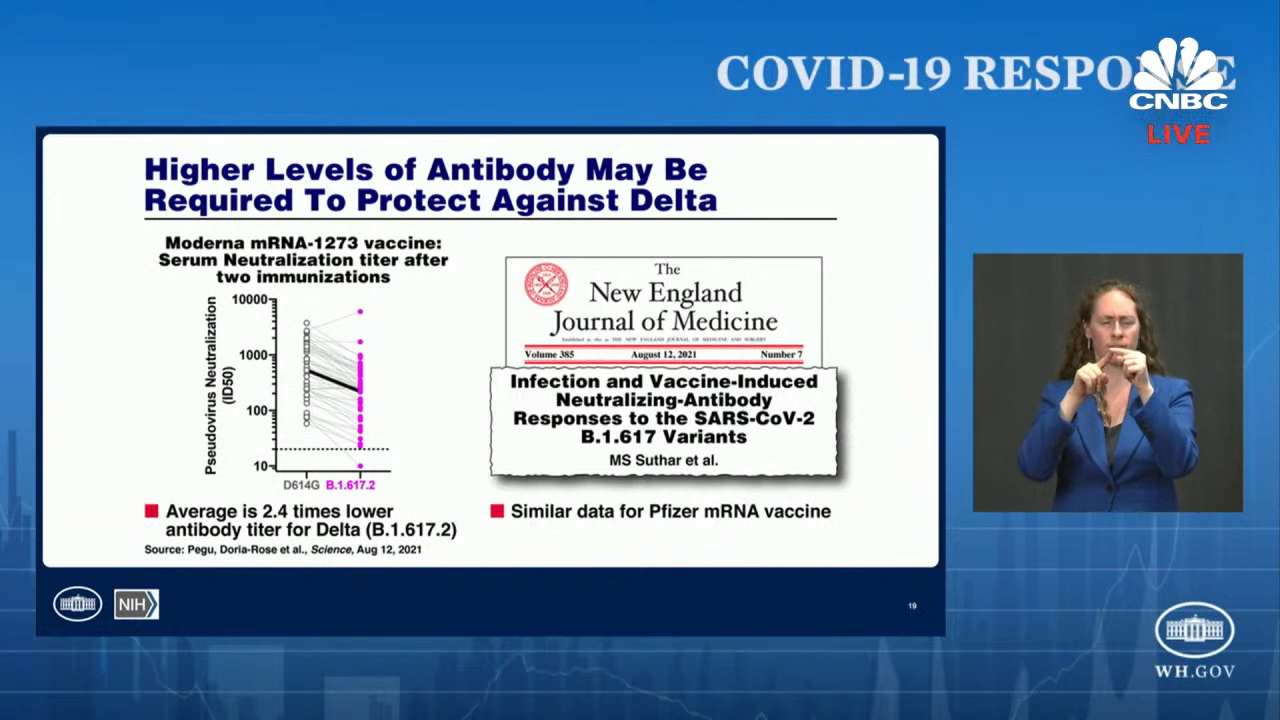 COVID-19 RESPONSE
CNBC
LIVE
Higher Levels of Antibody May Be
Required To Protect Against Delta
Moderna mRNA-1273 vaccine:
Serum Neutralization titer after
two immunizations
Pseudovirus Neutralization
(ID50)
10000
1000
100
10
D614G B.1.617.2
Average is 2.4 times lower
antibody titer for Delta (B.1.617.2)
Source: Pegu, Doria-Rose et al., Science, Aug 12, 2021
The
New England
Journal of Medicine
Volume 385 August 12, 2021 Number 7
Infection and Vaccine-Induced
Neutralizing-Antibody
Responses to the SARS-CoV-2
B.1.617 Variants
MS Suthar et al.
Similar data for Pfizer mRNA vaccine
NIH
19
WH.GOV